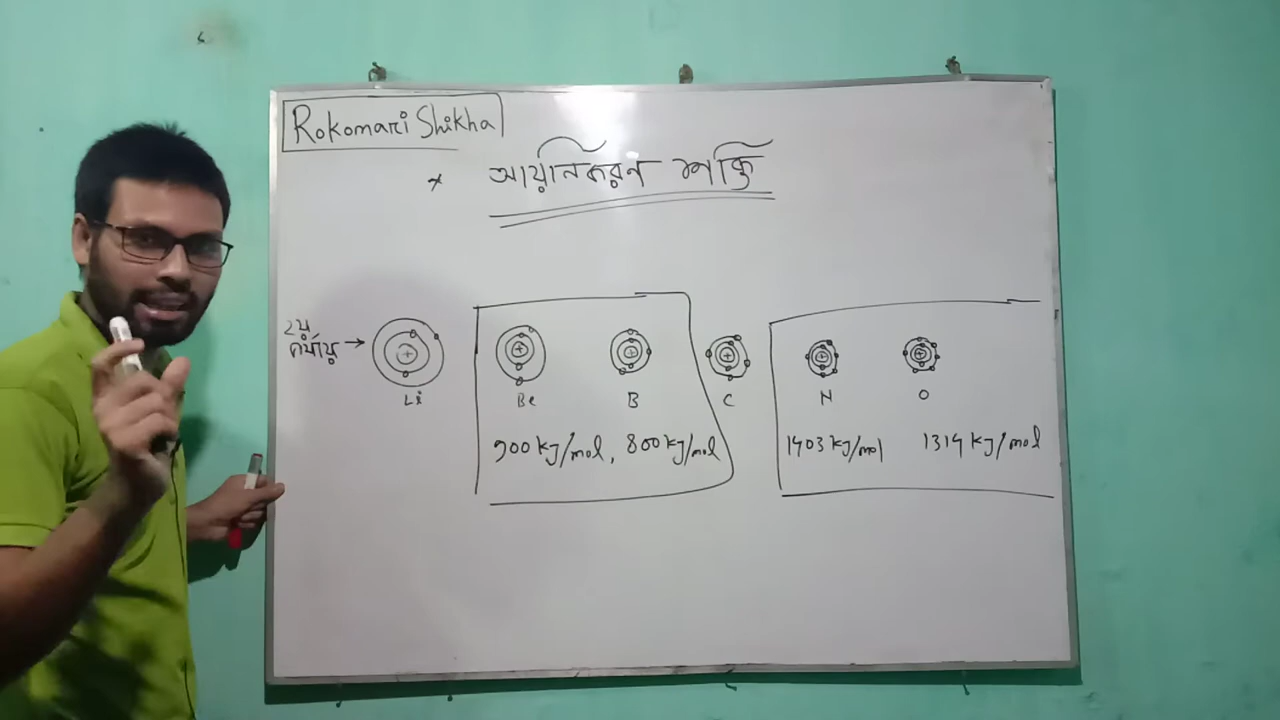 Rokomari Shikha
* আয়নিকরন শক্তি
২য়
পর্যায় →
Li Be B C N O
900 kJ/mol, 800 kJ/mol 1403 kJ/mol 1314 kJ/mol